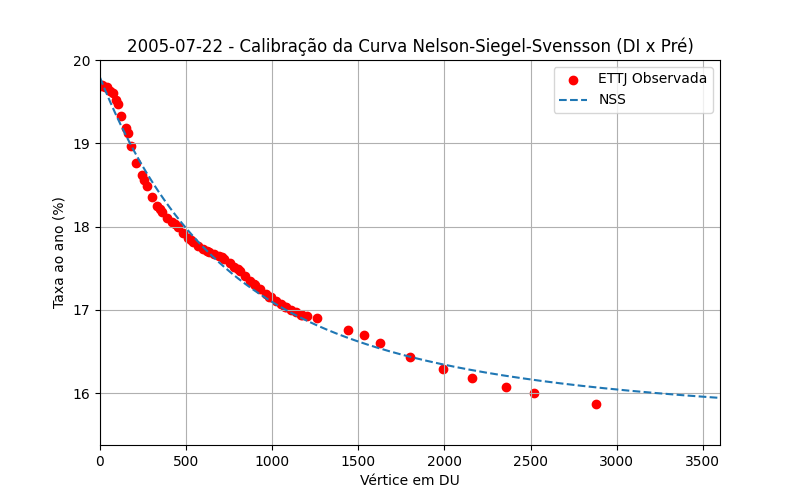 2005-07-22 - Calibração da Curva Nelson-Siegel-Svensson (DI x Pré)
ETTJ Observada
NSS
Taxa ao ano (%)
20
19
18
17
16
0 500 1000 1500 2000 2500 3000 3500
Vértice em DU